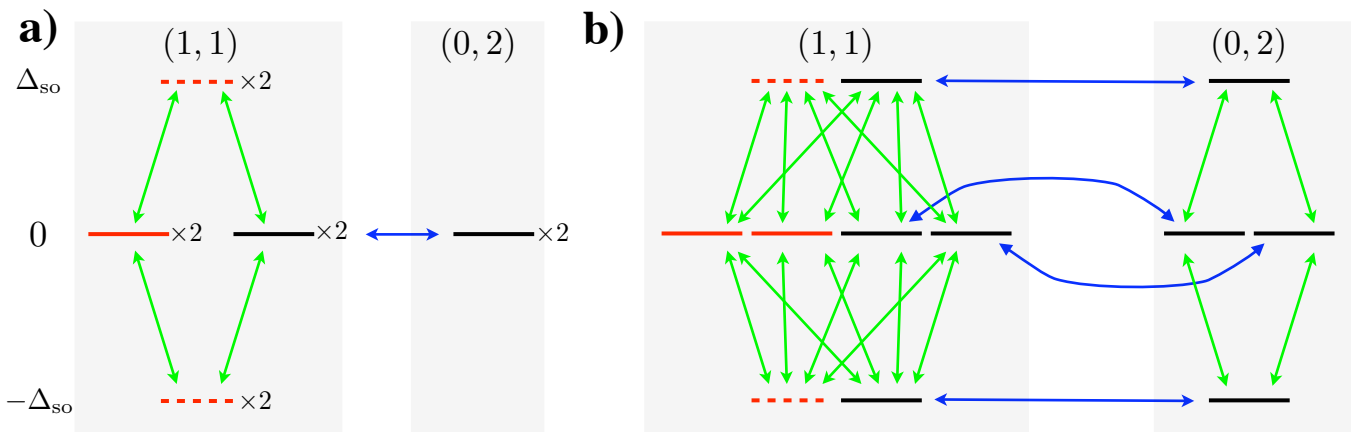 a) (1, 1) (0, 2)
Δso ×2
0 ×2 ×2 ×2
−Δso ×2
b) (1, 1) (0, 2)